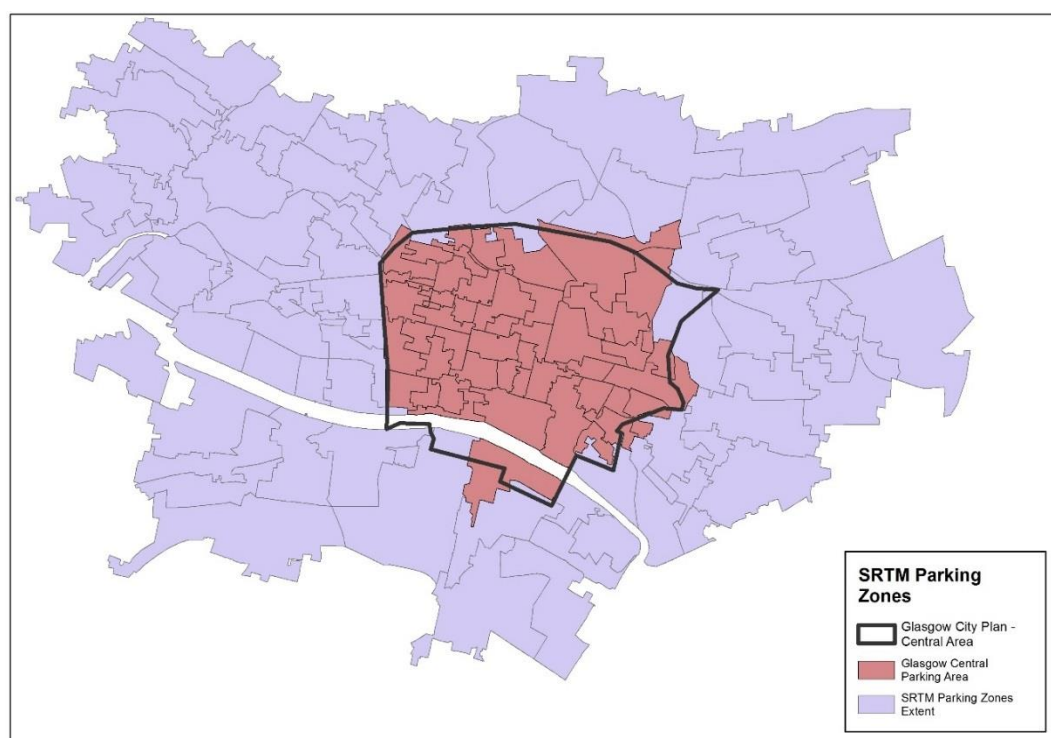 SRTM Parking
Zones
Glasgow City Plan -
Central Area
Glasgow Central
Parking Area
SRTM Parking Zones
Extent